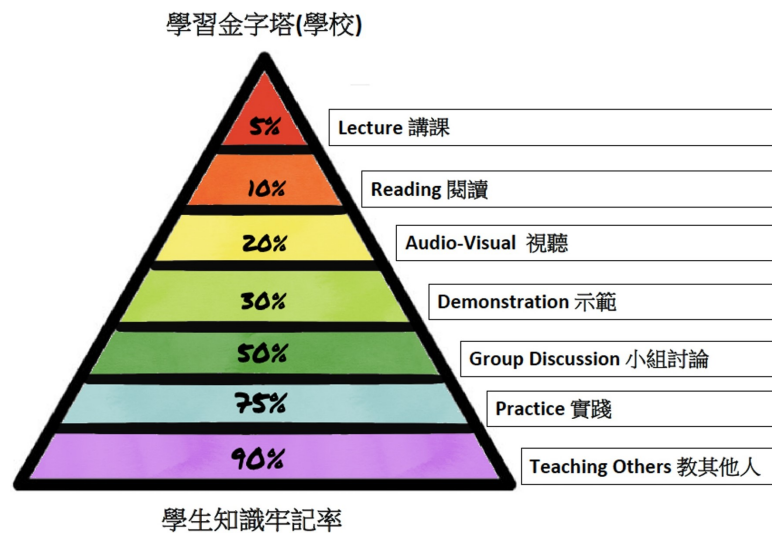 學習金字塔(學校)
5%
Lecture 講課
10%
Reading 閱讀
20%
Audio-Visual 視聽
30%
Demonstration 示範
50%
Group Discussion 小組討論
75%
Practice 實踐
90%
Teaching Others 教其他人
學生知識牢記率